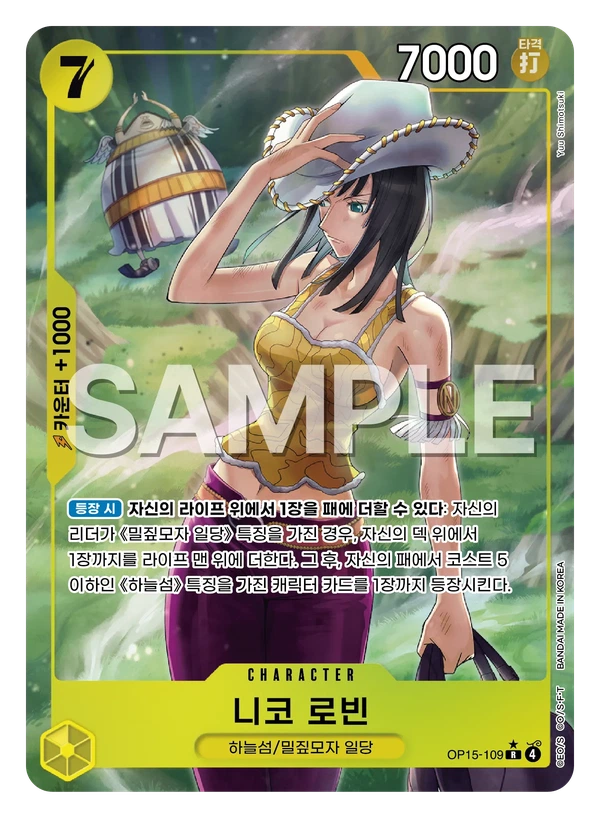 7
7000
타격
打
Yuu Shimotsuki
카운터 +1000
SAMPLE
등장 시 자신의 라이프 위에서 1장을 패에 더할 수 있다: 자신의
리더가 《밀짚모자 일당》 특징을 가진 경우, 자신의 덱 위에서
1장까지를 라이프 맨 위에 더한다. 그 후, 자신의 패에서 코스트 5
이하인 《하늘섬》 특징을 가진 캐릭터 카드를 1장까지 등장시킨다.
CHARACTER
니코 로빈
하늘섬/밀짚모자 일당
OP15-109 ★ R 4
©EO/S ©O/S·F·T BANDAI MADE IN KOREA